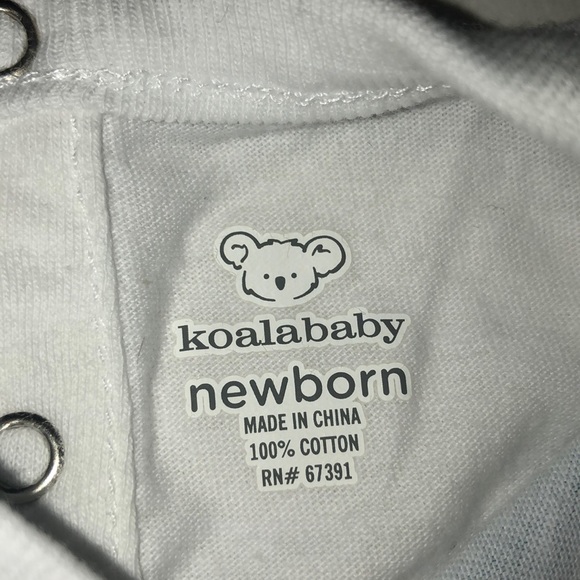 koalababy
newborn
MADE IN CHINA
100% COTTON
RN# 67391